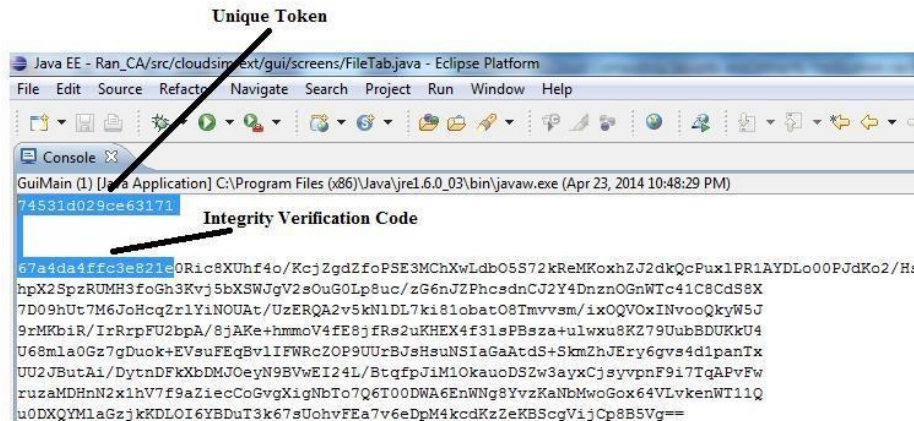 Unique Token
Java EE - Ran_CA/src/cloudsim/ext/gui/screens/FileTab.java - Eclipse Platform
File Edit Source Refactor Navigate Search Project Run Window Help
Console
GuiMain (1) [Java Application] C:\Program Files (x86)\Java\jre1.6.0_03\bin\javaw.exe (Apr 23, 2014 10:48:29 PM)
74531d029ce63171
Integrity Verification Code
67a4da4ffc3e821e0Ric8XUhf4o/KcjZgdZfoPSE3MChXwLdbO5S72kReMKoxhZJ2dkQcPuxlPR1AYDLo00PJdKo2/Hs
hpX2SpzRUMH3foGh3Kvj5bXSWJgV2sOuG0Lp8uc/zG6nJZPhcsdnCJ2Y4DnznOGnWTc41C8CdS8X
7D09hUt7M6JoHcqZrlYiNOUAt/UzERQA2v5kNlDL7ki81obatO8Tmvvsm/ixOQVOxINvooQkyW5J
9rMKbiR/IrRrpFU2bpA/8jAKe+hmmoV4fE8jfRs2uKHEX4f3lsPBsza+ulwxu8KZ79UubBDUKkU4
U68mla0Gz7gDuok+EVsuFEqBvlIFWRcZOP9UUrBJsHsuNSIaGaAtdS+SkmZhJEry6gvs4d1panTx
UU2JButAi/DytnDFkXbDMJOeyN9BVwEI24L/BtqfpJiM1OkauoDSZw3ayxCjsyvpnF9i7TqAPvFw
ruzaMDHnN2x1hV7f9aZiecCoGvgXigNbTo7Q6T00DWA6EnWNg8YvzKaNbMwoGox64VLvkenWT11Q
u0DXQYMlaGzjkKDLOI6YBDuT3k67sUohvFEa7v6eDpM4kcdKzZeKBScgVijCp8B5Vg==